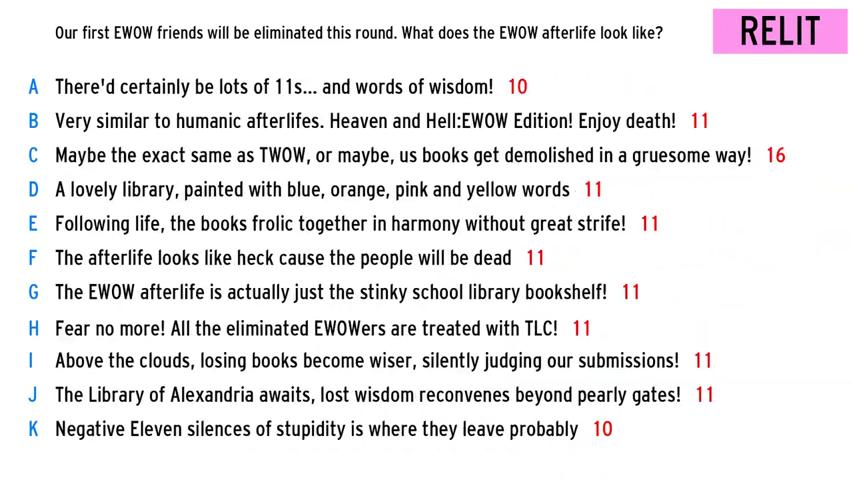 Our first EWOW friends will be eliminated this round. What does the EWOW afterlife look like?
RELIT
A There'd certainly be lots of 11s... and words of wisdom! 10
B Very similar to humanic afterlifes. Heaven and Hell:EWOW Edition! Enjoy death! 11
C Maybe the exact same as TWOW, or maybe, us books get demolished in a gruesome way! 16
D A lovely library, painted with blue, orange, pink and yellow words 11
E Following life, the books frolic together in harmony without great strife! 11
F The afterlife looks like heck cause the people will be dead 11
G The EWOW afterlife is actually just the stinky school library bookshelf! 11
H Fear no more! All the eliminated EWOWers are treated with TLC! 11
I Above the clouds, losing books become wiser, silently judging our submissions! 11
J The Library of Alexandria awaits, lost wisdom reconvenes beyond pearly gates! 11
K Negative Eleven silences of stupidity is where they leave probably 10